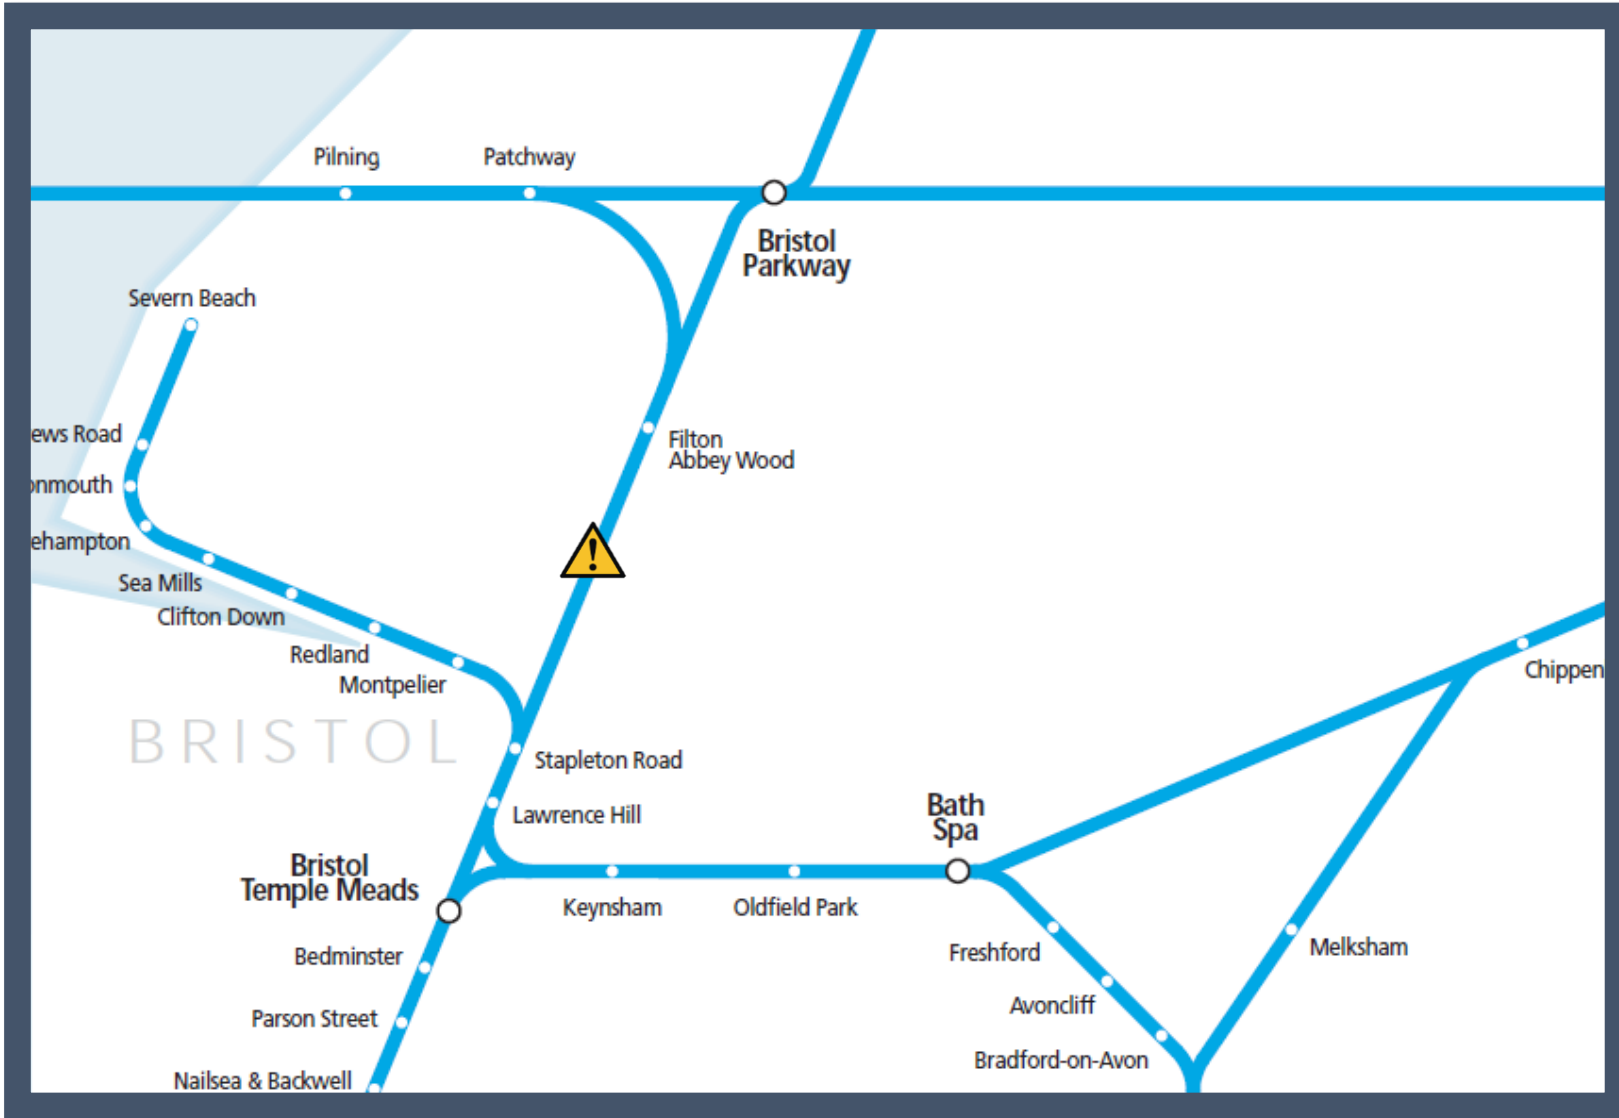 Pilning
Patchway
Bristol
Parkway
Severn Beach
ews Road
Filton
Abbey Wood
onmouth
ehampton
!
Sea Mills
Clifton Down
Redland
Montpelier
Chippen
BRISTOL
Stapleton Road
Lawrence Hill
Bath
Spa
Bristol
Temple Meads
Keynsham
Oldfield Park
Bedminster
Freshford
Melksham
Avoncliff
Parson Street
Bradford-on-Avon
Nailsea & Backwell